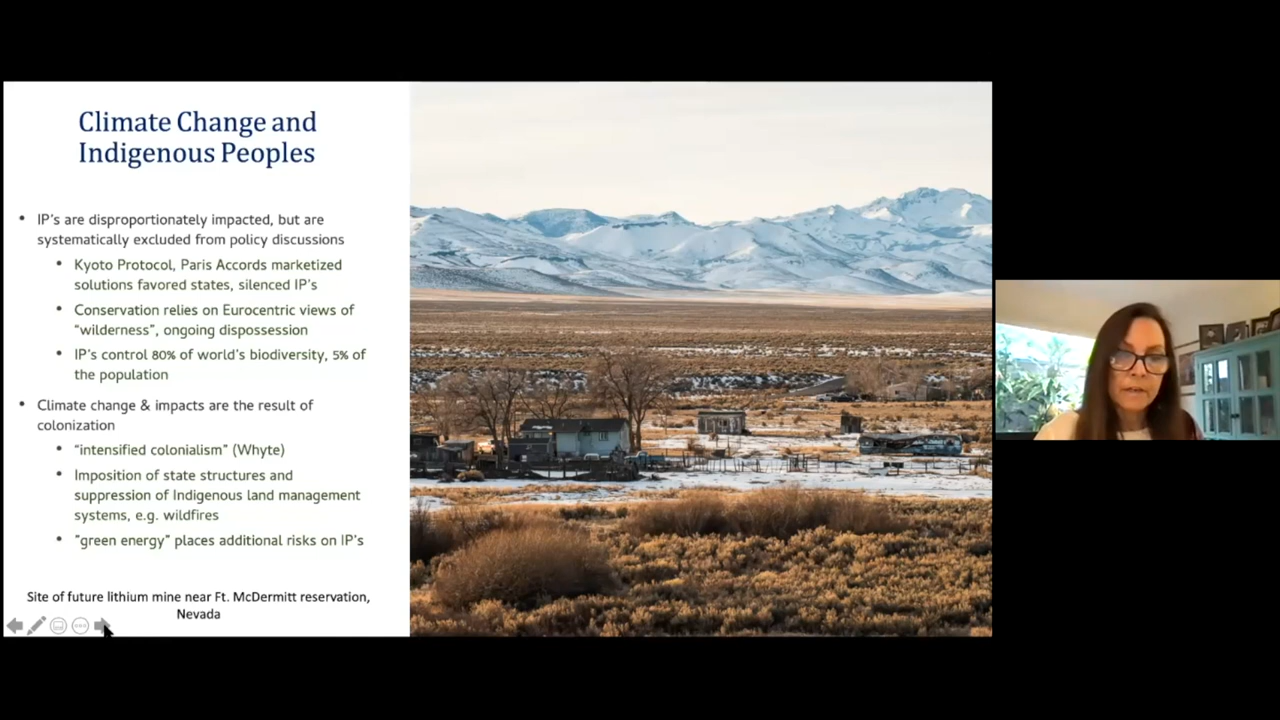 Climate Change and
Indigenous Peoples
• IP's are disproportionately impacted, but are
systematically excluded from policy discussions
• Kyoto Protocol, Paris Accords marketized
solutions favored states, silenced IP's
• Conservation relies on Eurocentric views of
"wilderness", ongoing dispossession
• IP's control 80% of world's biodiversity, 5% of
the population
• Climate change & impacts are the result of
colonization
• "intensified colonialism" (Whyte)
• Imposition of state structures and
suppression of Indigenous land management
systems, e.g. wildfires
• "green energy" places additional risks on IP's
Site of future lithium mine near Ft. McDermitt reservation,
Nevada